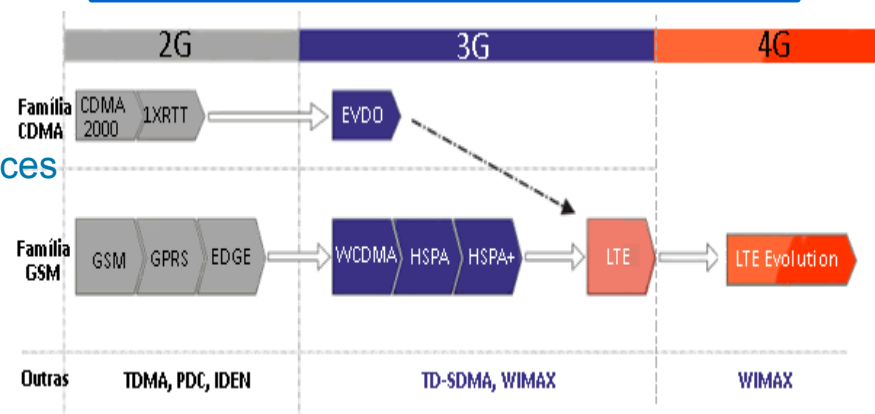 2G 3G 4G
Família CDMA
CDMA 2000 1XRTT EVDO
ces
Família GSM
GSM GPRS EDGE WCDMA HSPA HSPA+ LTE LTE Evolution
Outras TDMA, PDC, IDEN TD-SDMA, WIMAX WIMAX